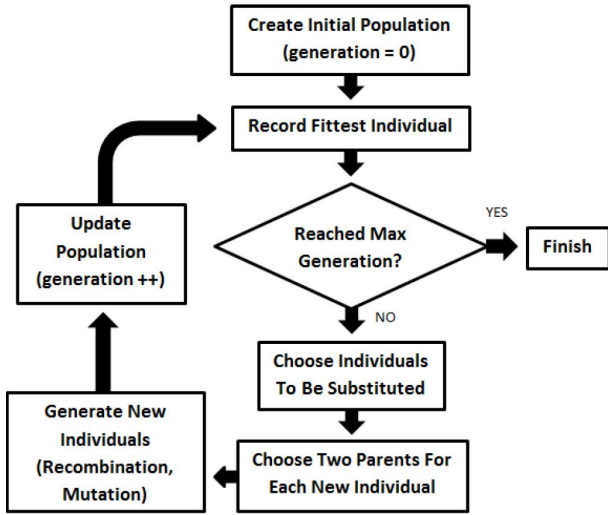 Create Initial Population
(generation = 0)
Record Fittest Individual
Reached Max
Generation?
YES
Finish
NO
Choose Individuals
To Be Substituted
Choose Two Parents For
Each New Individual
Generate New
Individuals
(Recombination,
Mutation)
Update
Population
(generation ++)